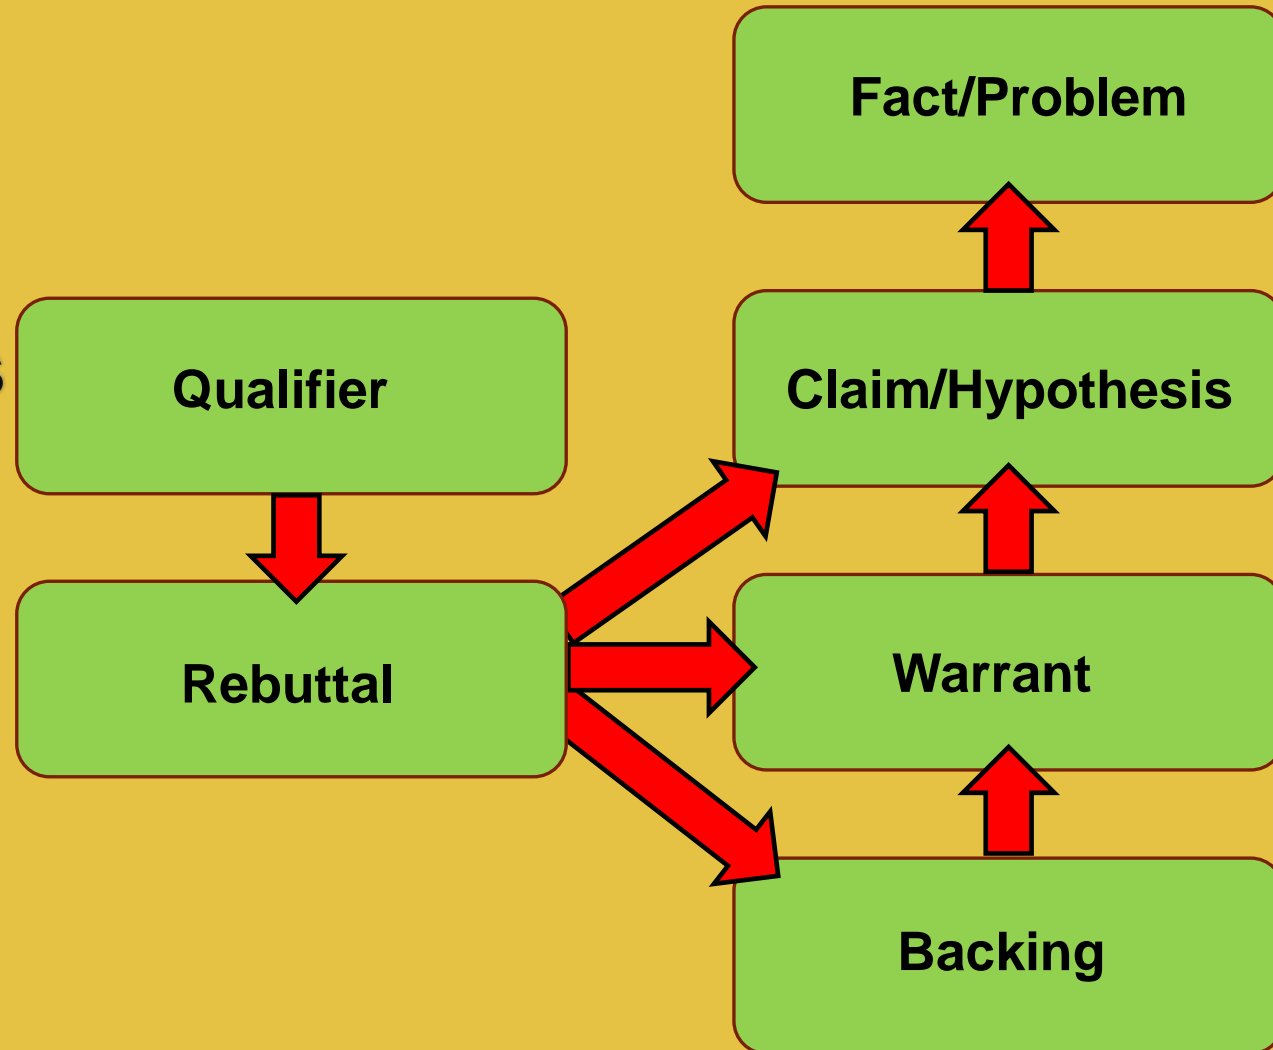 Fact/Problem
Qualifier
Claim/Hypothesis
Rebuttal
Warrant
Backing